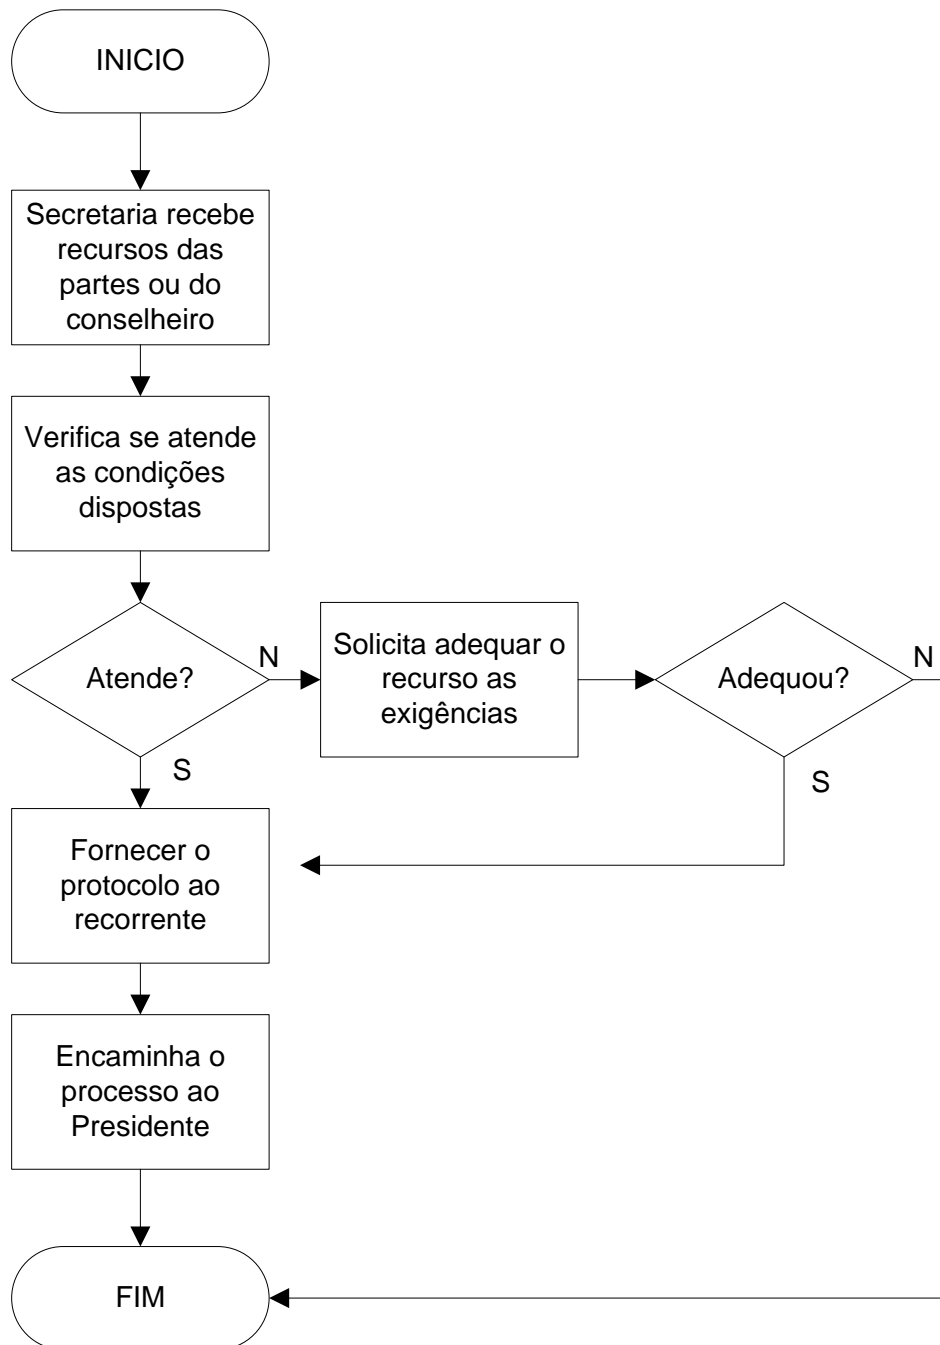 INICIO
Secretaria recebe
recursos das
partes ou do
conselheiro
Verifica se atende
as condições
dispostas
Atende?
N
Solicita adequar o
recurso as
exigências
Adequou?
N
S
S
Fornecer o
protocolo ao
recorrente
Encaminha o
processo ao
Presidente
FIM